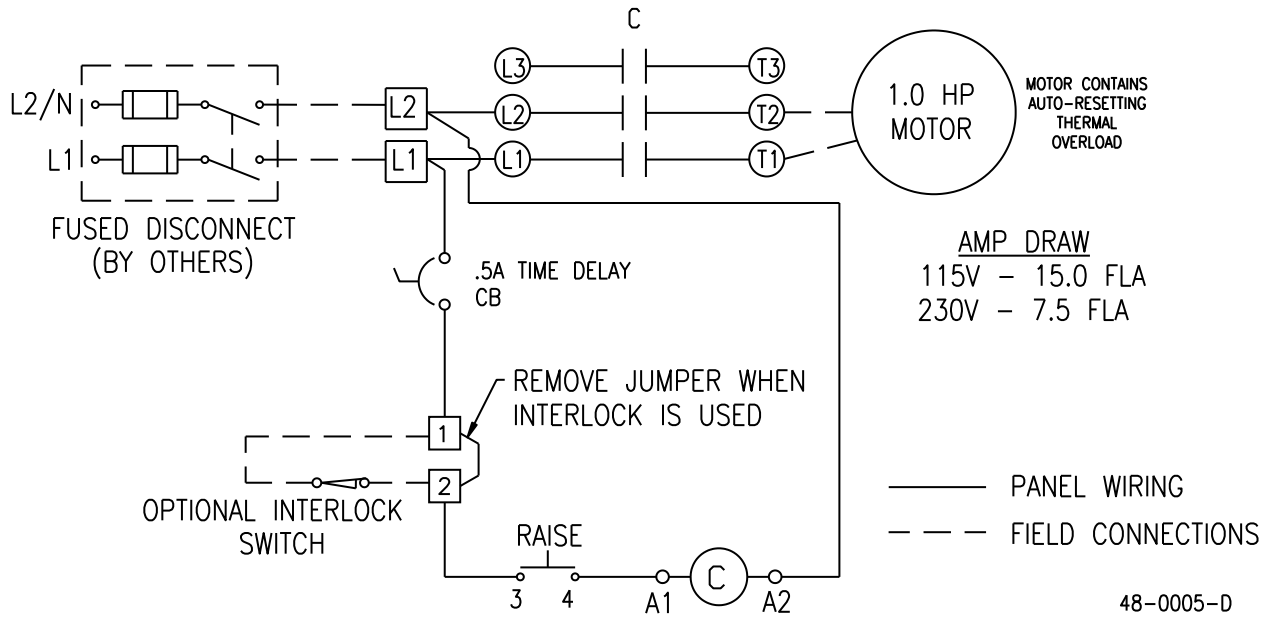 C
L3
T3
L2/N
L2
L2
T2
1.0 HP
MOTOR
MOTOR CONTAINS
AUTO-RESETTING
THERMAL
OVERLOAD
L1
L1
L1
T1
FUSED DISCONNECT
(BY OTHERS)
AMP DRAW
115V - 15.0 FLA
230V - 7.5 FLA
.5A TIME DELAY
CB
REMOVE JUMPER WHEN
INTERLOCK IS USED
1
2
OPTIONAL INTERLOCK
SWITCH
PANEL WIRING
FIELD CONNECTIONS
RAISE
3
4
A1
C
A2
48-0005-D